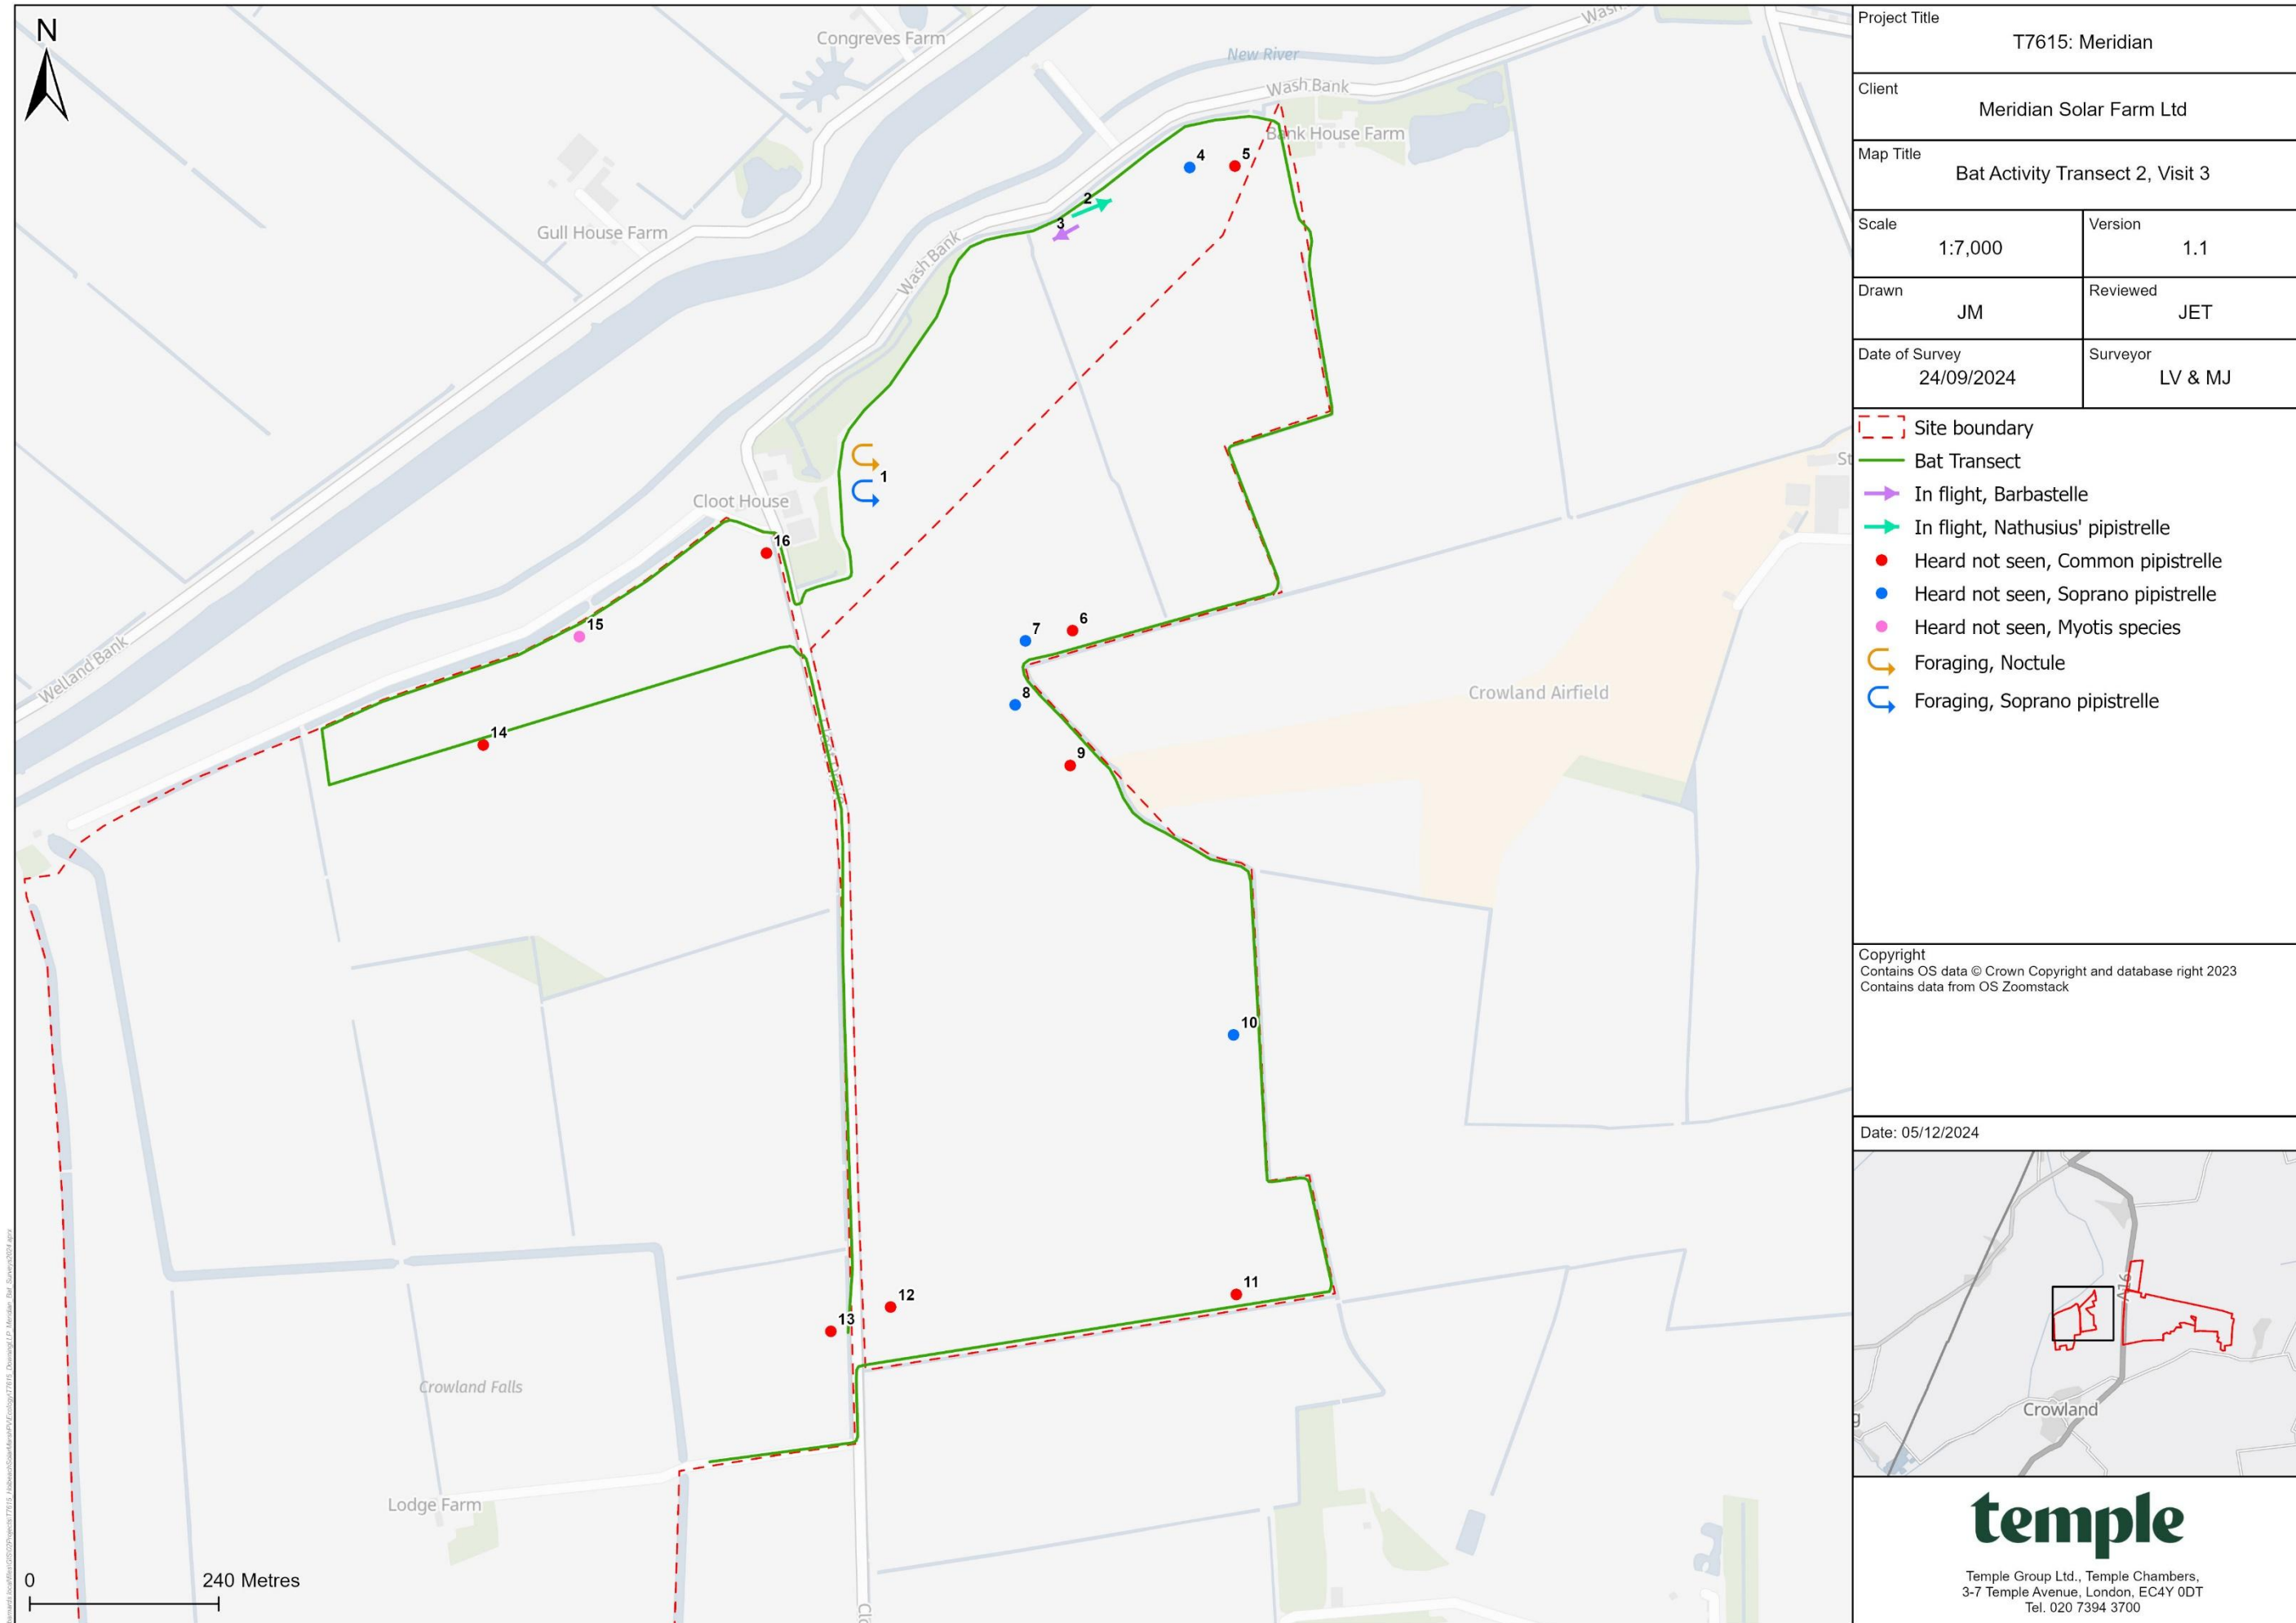 N
Congreves Farm
New River
Wash Bank
Bank House Farm
Gull House Farm
Wash Bank
Cloot House
Welland Bank
Crowland Airfield
Crowland Falls
Lodge Farm
4
5
2
3
1
16
15
6
7
8
9
14
10
11
12
13
0 240 Metres
Project Title
T7615: Meridian
Client
Meridian Solar Farm Ltd
Map Title
Bat Activity Transect 2, Visit 3
Scale
1:7,000
Version
1.1
Drawn
JM
Reviewed
JET
Date of Survey
24/09/2024
Surveyor
LV & MJ
Site boundary
Bat Transect
In flight, Barbastelle
In flight, Nathusius' pipistrelle
Heard not seen, Common pipistrelle
Heard not seen, Soprano pipistrelle
Heard not seen, Myotis species
Foraging, Noctule
Foraging, Soprano pipistrelle
Copyright
Contains OS data © Crown Copyright and database right 2023
Contains data from OS Zoomstack
Date: 05/12/2024
A16
Crowland
temple
Temple Group Ltd., Temple Chambers,
3-7 Temple Avenue, London, EC4Y 0DT
Tel. 020 7394 3700